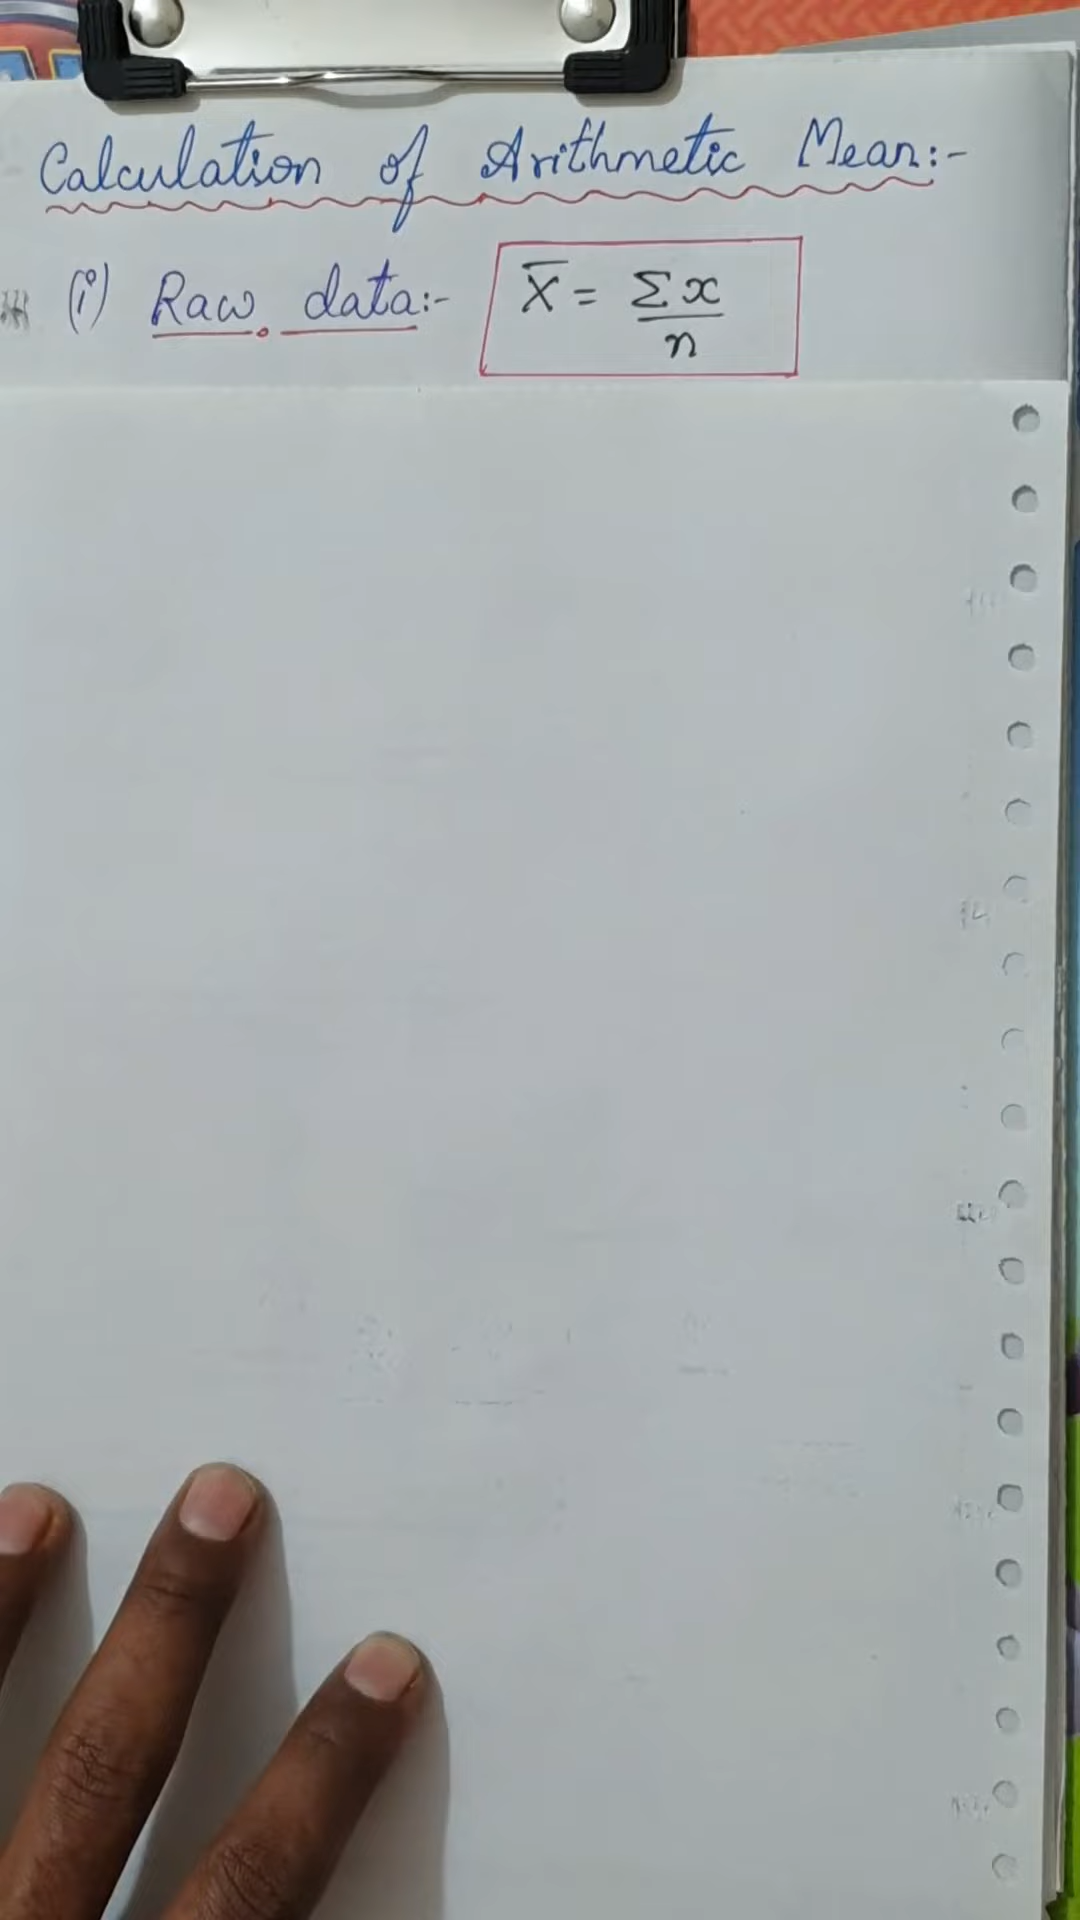 Calculation of Arithmetic Mean:-
(i) Raw data:- X̅ = Σx/n